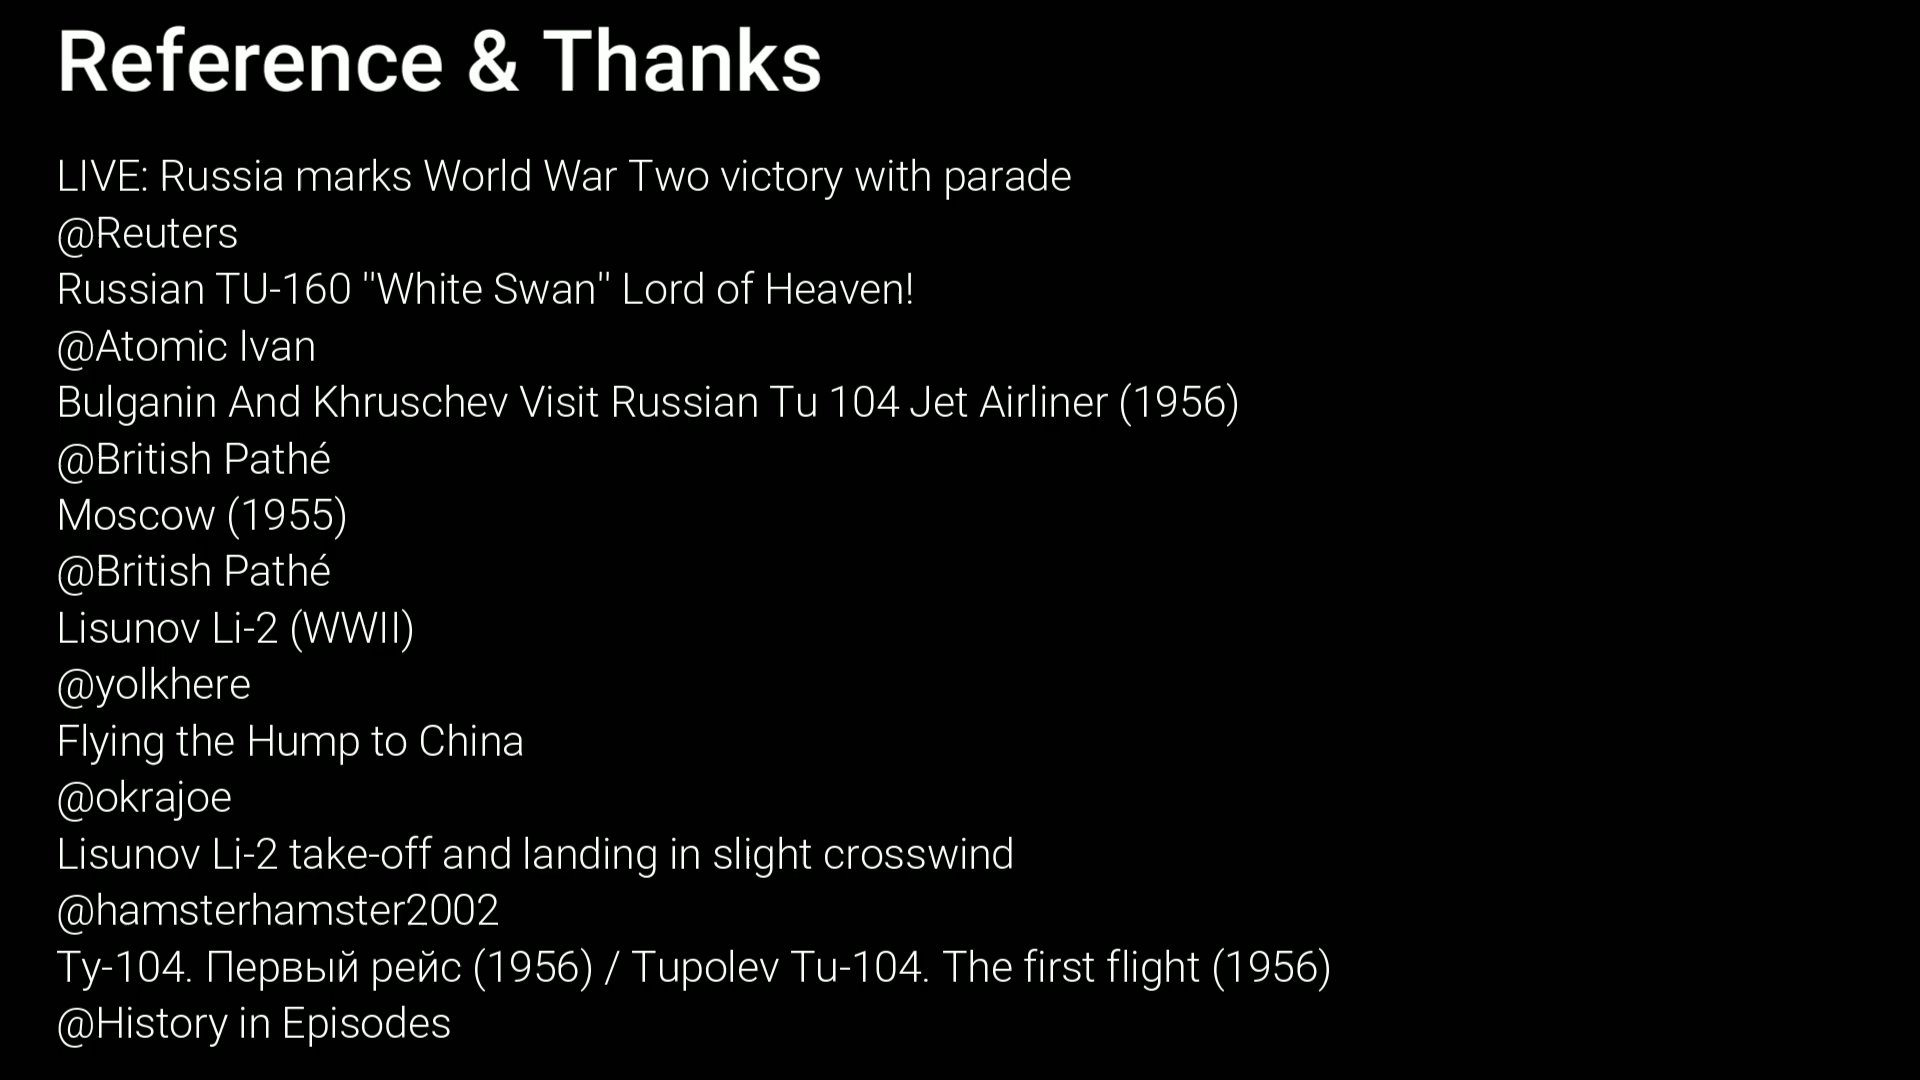 Reference & Thanks
LIVE: Russia marks World War Two victory with parade
@Reuters
Russian TU-160 "White Swan" Lord of Heaven!
@Atomic Ivan
Bulganin And Khruschev Visit Russian Tu 104 Jet Airliner (1956)
@British Pathé
Moscow (1955)
@British Pathé
Lisunov Li-2 (WWII)
@yolkhere
Flying the Hump to China
@okrajoe
Lisunov Li-2 take-off and landing in slight crosswind
@hamsterhamster2002
Ту-104. Первый рейс (1956) / Tupolev Tu-104. The first flight (1956)
@History in Episodes